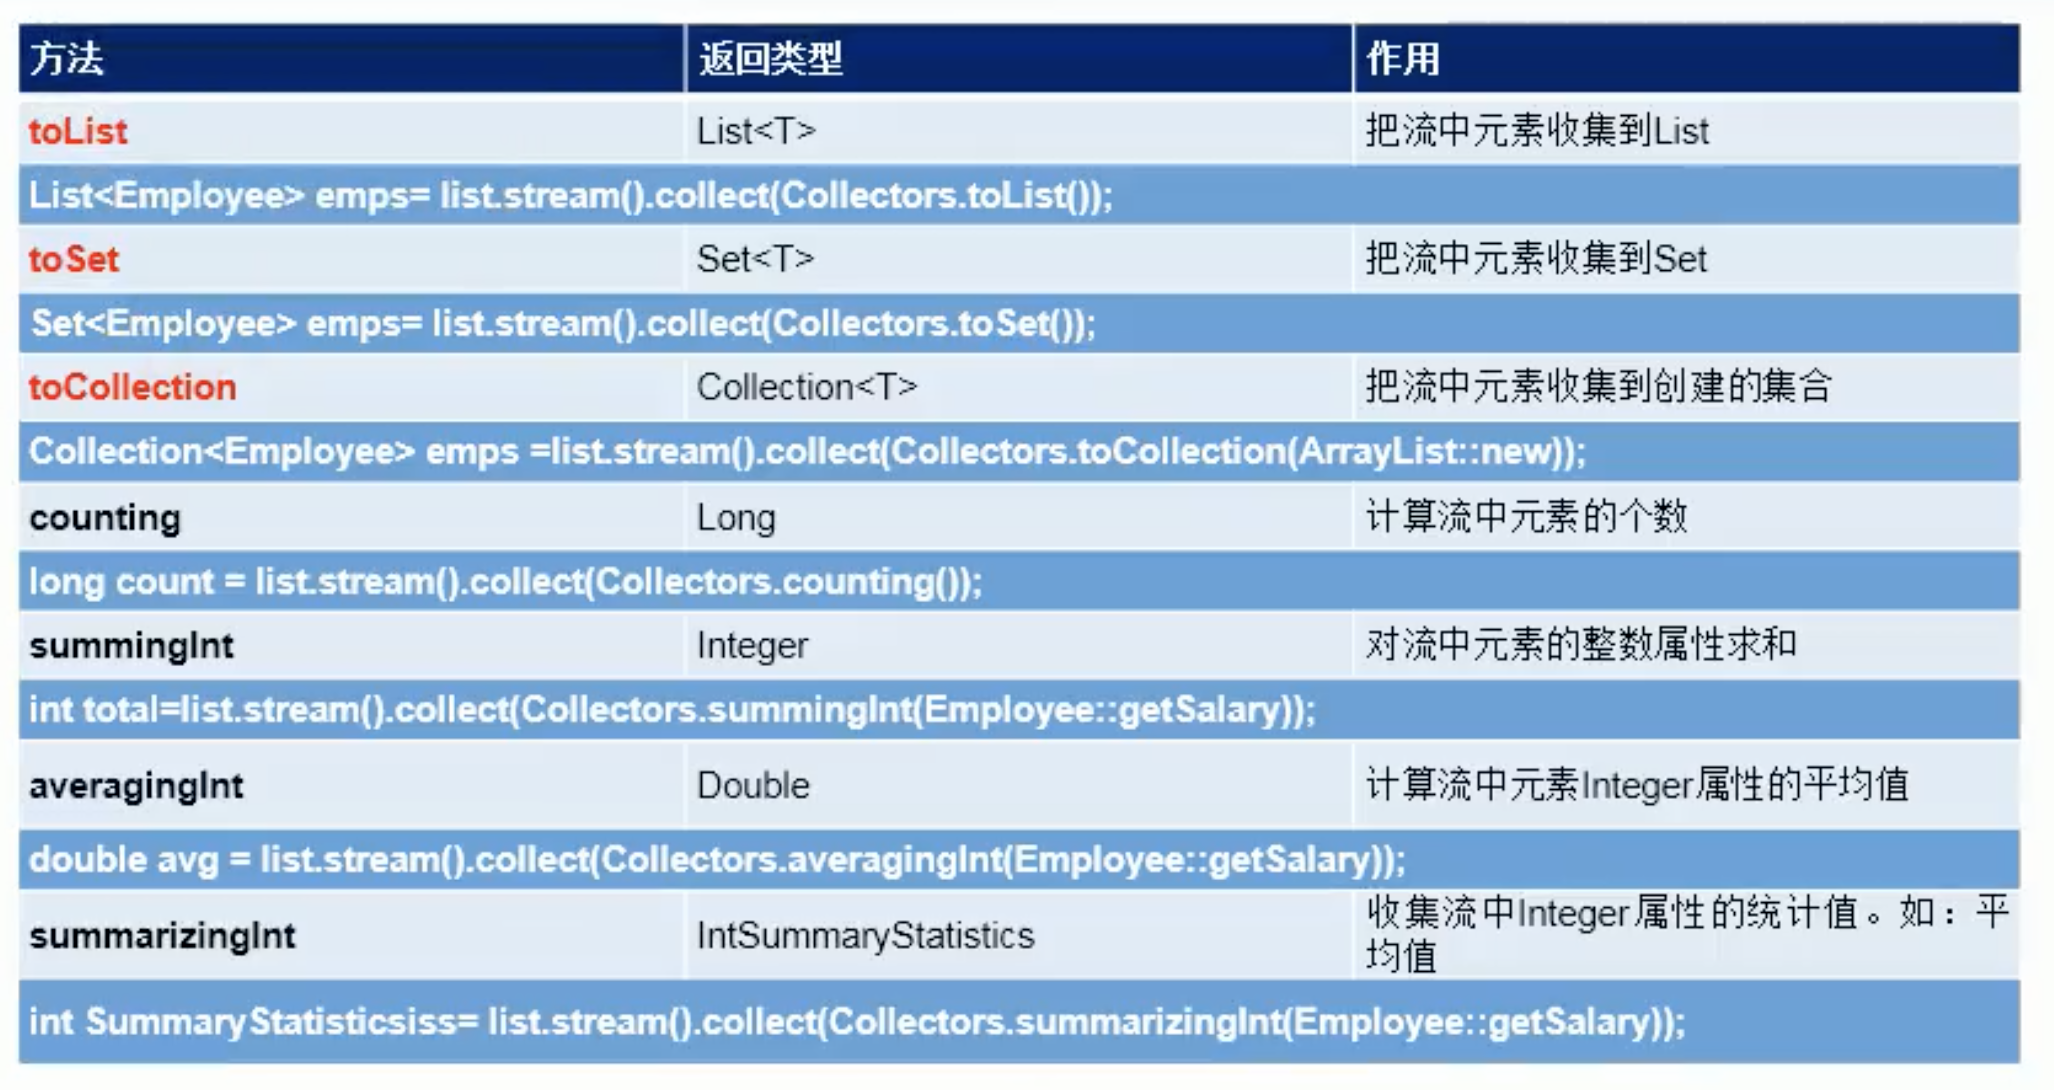 方法 返回类型 作用
toList List<T> 把流中元素收集到List
List<Employee> emps= list.stream().collect(Collectors.toList());
toSet Set<T> 把流中元素收集到Set
Set<Employee> emps= list.stream().collect(Collectors.toSet());
toCollection Collection<T> 把流中元素收集到创建的集合
Collection<Employee> emps =list.stream().collect(Collectors.toCollection(ArrayList::new));
counting Long 计算流中元素的个数
long count = list.stream().collect(Collectors.counting());
summingInt Integer 对流中元素的整数属性求和
int total=list.stream().collect(Collectors.summingInt(Employee::getSalary));
averagingInt Double 计算流中元素Integer属性的平均值
double avg = list.stream().collect(Collectors.averagingInt(Employee::getSalary));
summarizingInt IntSummaryStatistics 收集流中Integer属性的统计值。如：平
均值
int SummaryStatisticsiss= list.stream().collect(Collectors.summarizingInt(Employee::getSalary));